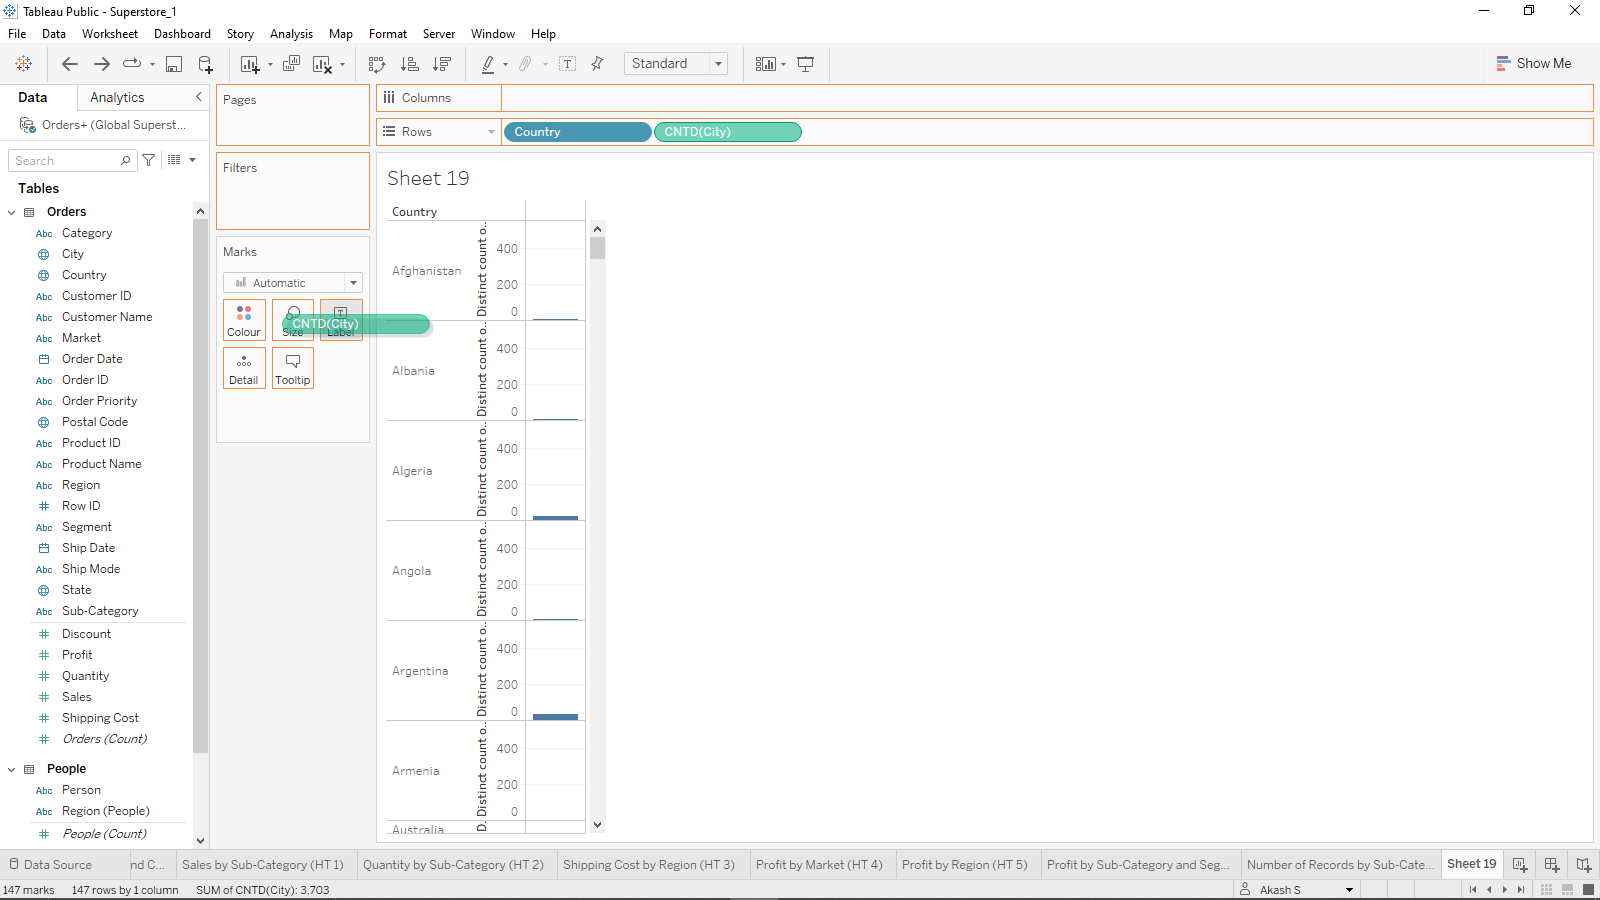 Tableau Public - Superstore_1
File Data Worksheet Dashboard Story Analysis Map Format Server Window Help
Standard
Show Me
Data Analytics
Orders+ (Global Superst...
Search
Tables
Orders
Abc Category
City
Country
Abc Customer ID
Abc Customer Name
Abc Market
Order Date
Abc Order ID
Abc Order Priority
Postal Code
Abc Product ID
Abc Product Name
Abc Region
Row ID
Abc Segment
Ship Date
Abc Ship Mode
State
Abc Sub-Category
Discount
Profit
Quantity
Sales
Shipping Cost
Orders (Count)
People
Abc Person
Abc Region (People)
People (Count)
Pages
Filters
Marks
Automatic
CNTD(City)
Colour Size Label
Detail Tooltip
Columns
Rows Country CNTD(City)
Sheet 19
Country
Afghanistan
Distinct count o..
400
200
0
Albania
Distinct count o..
400
200
0
Algeria
Distinct count o..
400
200
0
Angola
Distinct count o..
400
200
0
Argentina
Distinct count o..
400
200
0
Armenia
Distinct count o..
400
200
0
Australia
D.
Data Source nd C... Sales by Sub-Category (HT 1) Quantity by Sub-Category (HT 2) Shipping Cost by Region (HT 3) Profit by Market (HT 4) Profit by Region (HT 5) Profit by Sub-Category and Seg... Number of Records by Sub-Cate... Sheet 19
147 marks 147 rows by 1 column SUM of CNTD(City): 3,703 Akash S